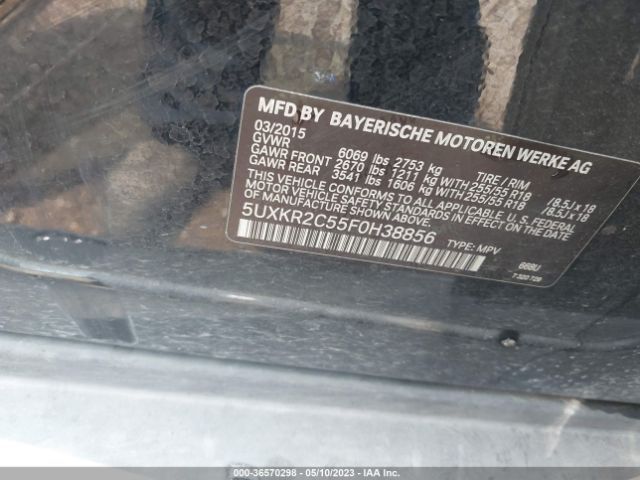 MFD BY BAYERISCHE MOTOREN WERKE AG
03/2015
GVWR 6069 lbs 2753 kg TIRE / RIM
GAWR FRONT 2670 lbs 1211 kg WITH 255/55 R18 /8.5J x 18
GAWR REAR 3541 lbs 1606 kg WITH 255/55 R18 /8.5J x 18
THIS VEHICLE CONFORMS TO ALL APPLICABLE U.S. FEDERAL
MOTOR VEHICLE SAFETY STANDARDS IN EFFECT ON THE DATE
OF MANUFACTURE SHOWN ABOVE.
5UXKR2C55F0H38856 TYPE: MPV
668U
7 320 728
000-36570298 - 05/10/2023 - IAA Inc.